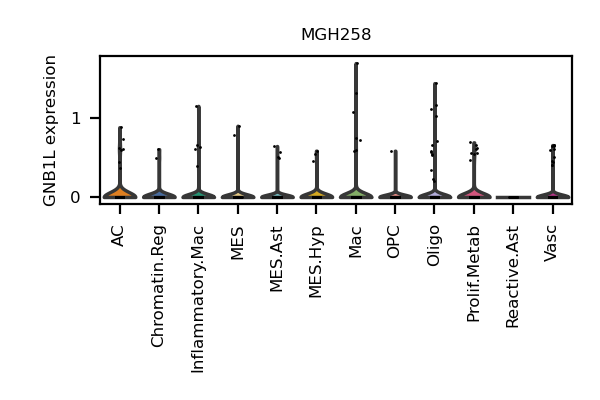 MGH258
GNB1L expression
1
0
AC
Chromatin.Reg
Inflammatory.Mac
MES
MES.Ast
MES.Hyp
Mac
OPC
Oligo
Prolif.Metab
Reactive.Ast
Vasc